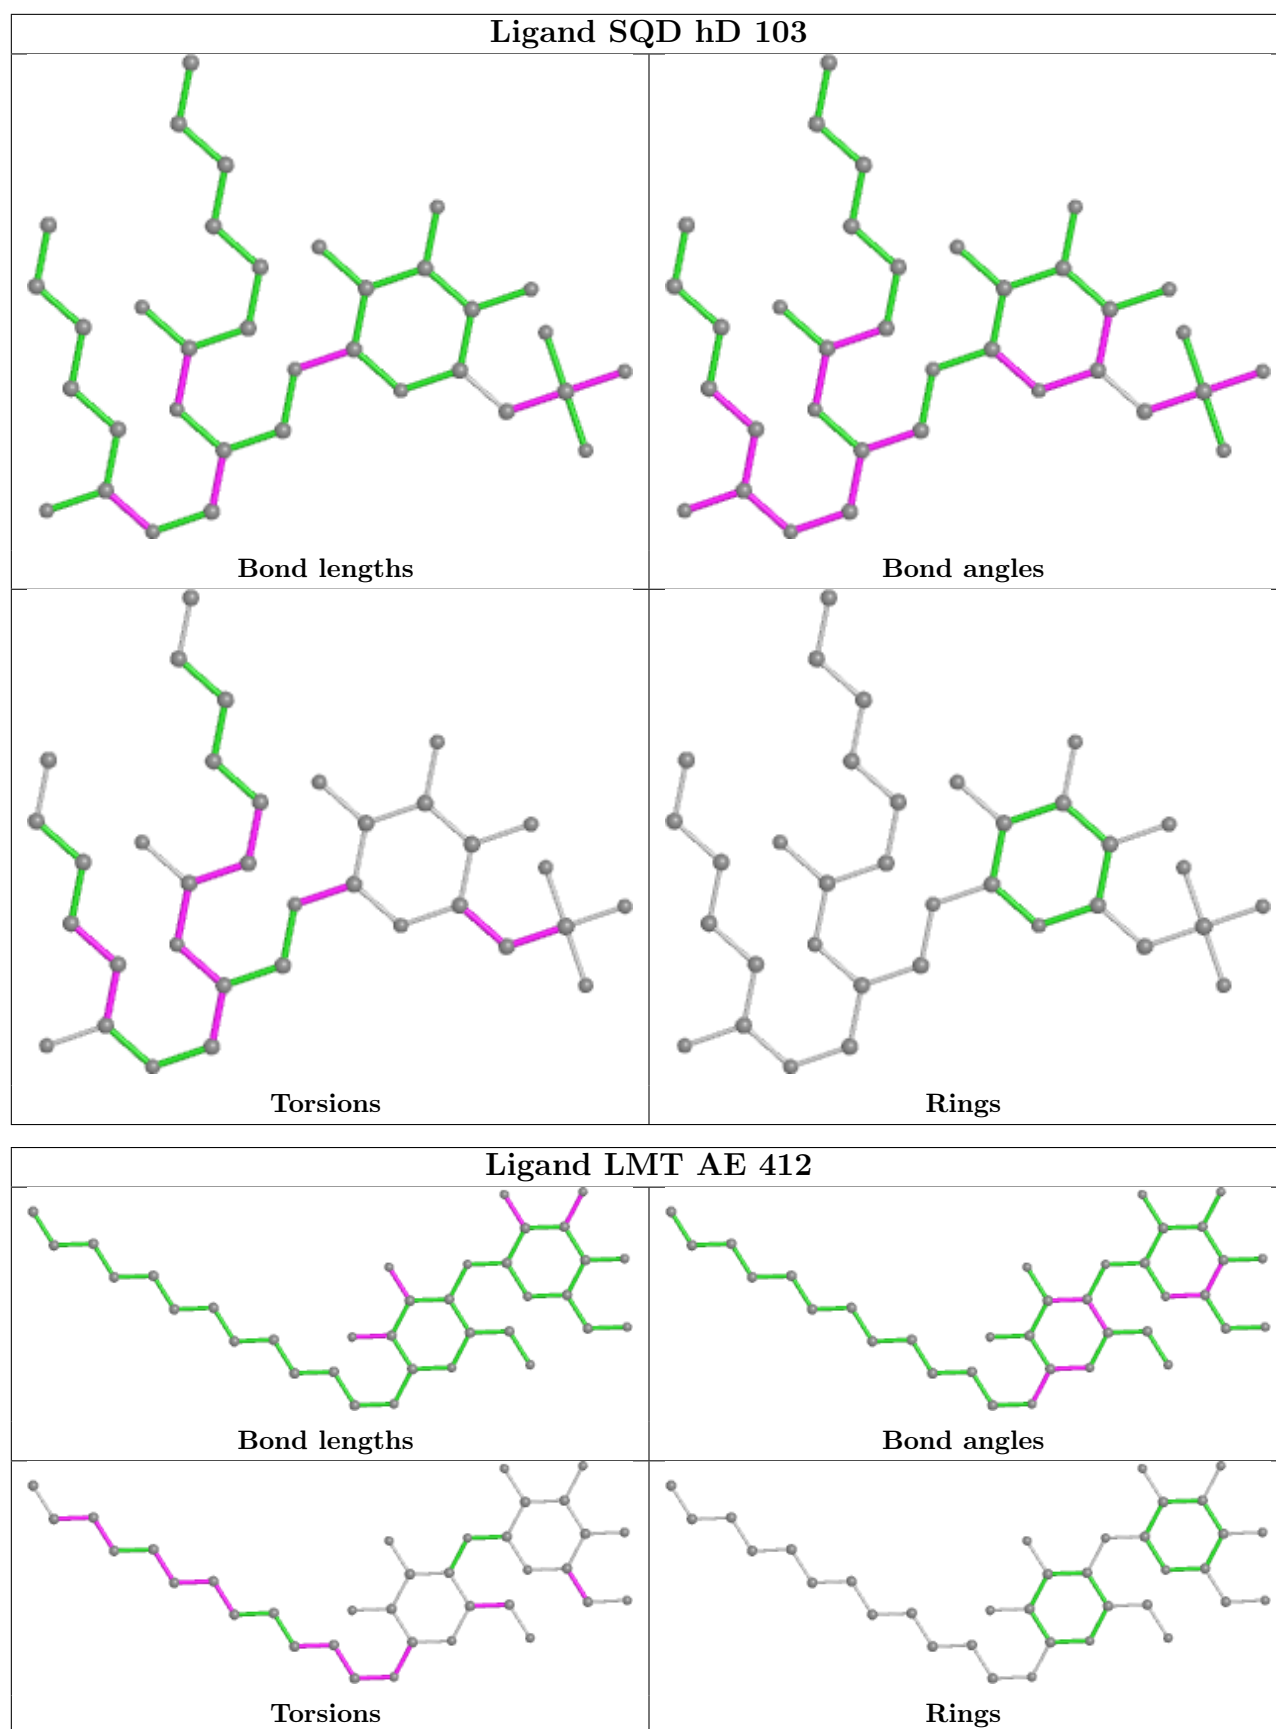 Ligand SQD hD 103
Bond lengths
Bond angles
Torsions
Rings
Ligand LMT AE 412
Bond lengths
Bond angles
Torsions
Rings